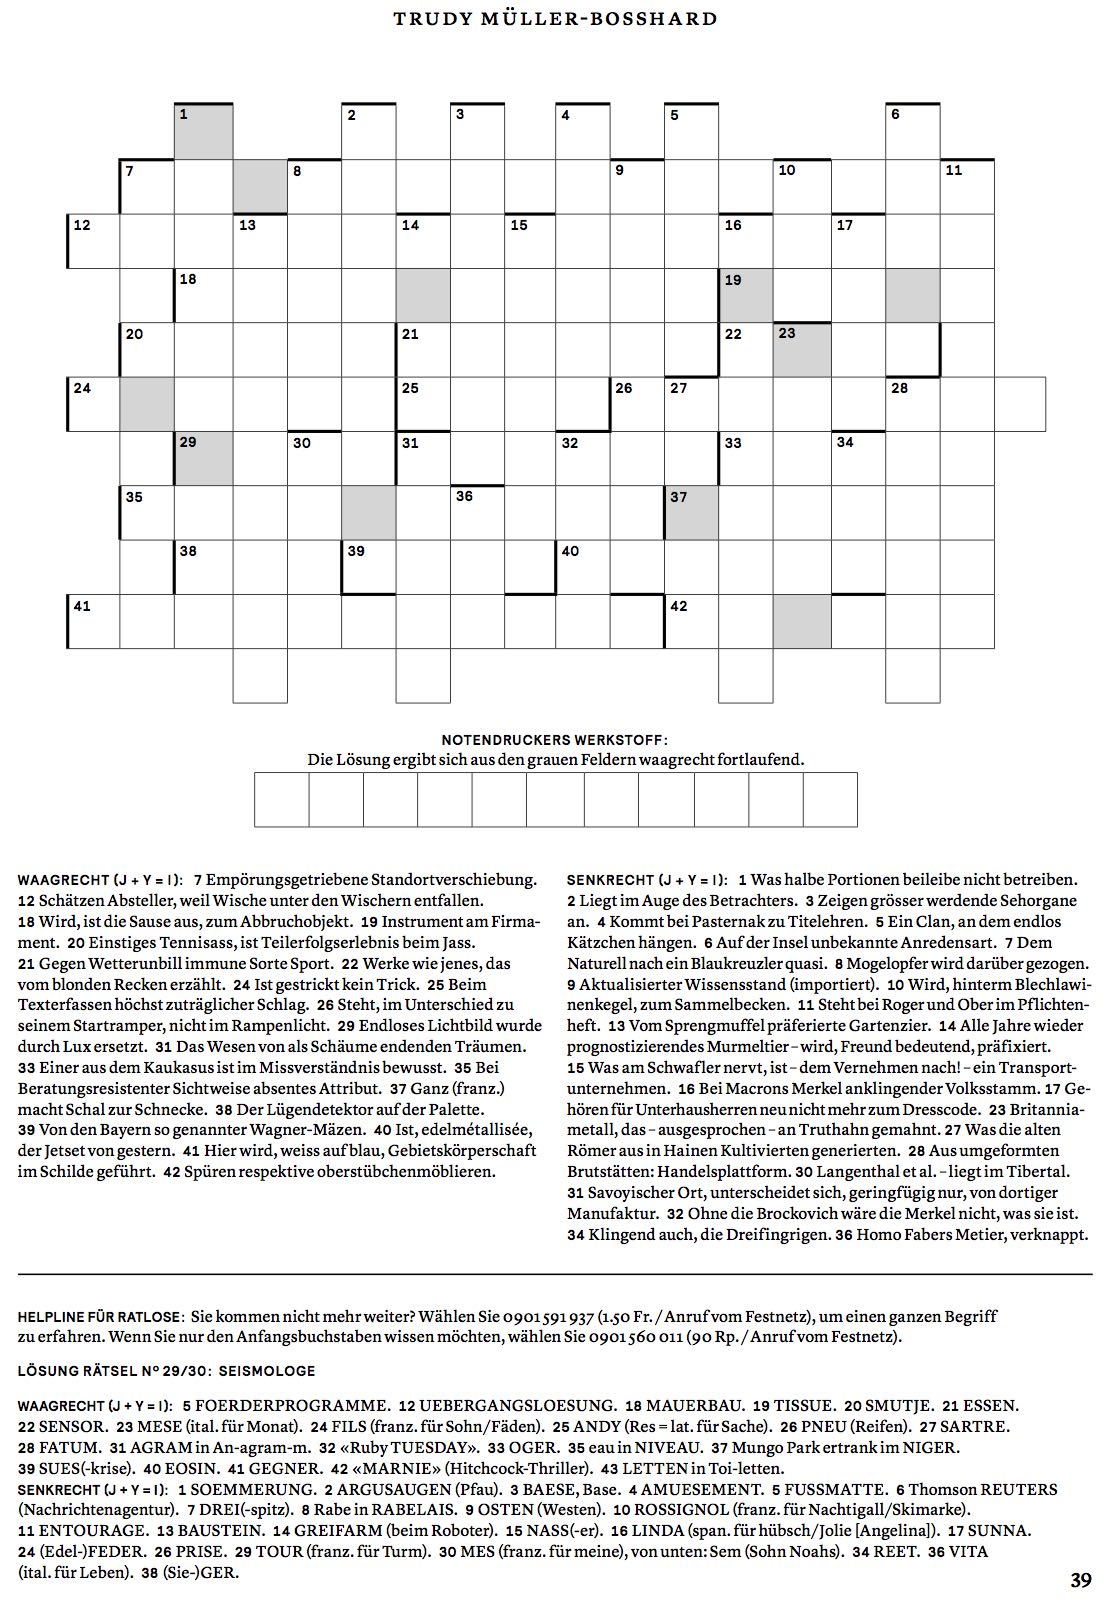 TRUDY MÜLLER-BOSSHARD
1 2 3 4 5 6
7 8 9 10 11
12 13 14 15 16 17
18 19
20 21 22 23
24 25 26 27 28
29 30 31 32 33 34
35 36 37
38 39 40
41 42
NOTENDRUCKERS WERKSTOFF:
Die Lösung ergibt sich aus den grauen Feldern waagrecht fortlaufend.
WAAGRECHT (J + Y = I): 7 Empörungsgetriebene Standortverschiebung.
12 Schätzen Absteller, weil Wische unter den Wischern entfallen.
18 Wird, ist die Sause aus, zum Abbruchobjekt. 19 Instrument am Firma-
ment. 20 Einstiges Tennisass, ist Teilerfolgserlebnis beim Jass.
21 Gegen Wetterunbill immune Sorte Sport. 22 Werke wie jenes, das
vom blonden Recken erzählt. 24 Ist gestrickt kein Trick. 25 Beim
Texterfassen höchst zuträglicher Schlag. 26 Steht, im Unterschied zu
seinem Startramper, nicht im Rampenlicht. 29 Endloses Lichtbild wurde
durch Lux ersetzt. 31 Das Wesen von als Schäume endenden Träumen.
33 Einer aus dem Kaukasus ist im Missverständnis bewusst. 35 Bei
Beratungsresistenter Sichtweise absentes Attribut. 37 Ganz (franz.)
macht Schal zur Schnecke. 38 Der Lügendetektor auf der Palette.
39 Von den Bayern so genannter Wagner-Mäzen. 40 Ist, edelmétallisée,
der Jetset von gestern. 41 Hier wird, weiss auf blau, Gebietskörperschaft
im Schilde geführt. 42 Spüren respektive oberstübchenmöblieren.
SENKRECHT (J + Y = I): 1 Was halbe Portionen beileibe nicht betreiben.
2 Liegt im Auge des Betrachters. 3 Zeigen grösser werdende Sehorgane
an. 4 Kommt bei Pasternak zu Titelehren. 5 Ein Clan, an dem endlos
Kätzchen hängen. 6 Auf der Insel unbekannte Anredensart. 7 Dem
Naturell nach ein Blaukreuzler quasi. 8 Mogelopfer wird darüber gezogen.
9 Aktualisierter Wissensstand (importiert). 10 Wird, hinterm Blechlawi-
nenkegel, zum Sammelbecken. 11 Steht bei Roger und Ober im Pflichten-
heft. 13 Vom Sprengmuffel präferierte Gartenzier. 14 Alle Jahre wieder
prognostizierendes Murmeltier – wird, Freund bedeutend, präfixiert.
15 Was am Schwafler nervt, ist – dem Vernehmen nach! – ein Transport-
unternehmen. 16 Bei Macrons Merkel anklingender Volksstamm. 17 Ge-
hören für Unterhausherren neu nicht mehr zum Dresscode. 23 Britannia-
metall, das – ausgesprochen – an Truthahn gemahnt. 27 Was die alten
Römer aus in Hainen Kultivierten generierten. 28 Aus umgeformten
Brutstätten: Handelsplattform. 30 Langenthal et al. – liegt im Tibertal.
31 Savoyischer Ort, unterscheidet sich, geringfügig nur, von dortiger
Manufaktur. 32 Ohne die Brockovich wäre die Merkel nicht, was sie ist.
34 Klingend auch, die Dreifingrigen. 36 Homo Fabers Metier, verknappt.
HELPLINE FÜR RATLOSE: Sie kommen nicht mehr weiter? Wählen Sie 0901 591 937 (1.50 Fr. / Anruf vom Festnetz), um einen ganzen Begriff
zu erfahren. Wenn Sie nur den Anfangsbuchstaben wissen möchten, wählen Sie 0901 560 011 (90 Rp. / Anruf vom Festnetz).
LÖSUNG RÄTSEL Nº 29/30: SEISMOLOGE
WAAGRECHT (J + Y = I): 5 FOERDERPROGRAMME. 12 UEBERGANGSLOESUNG. 18 MAUERBAU. 19 TISSUE. 20 SMUTJE. 21 ESSEN.
22 SENSOR. 23 MESE (ital. für Monat). 24 FILS (franz. für Sohn/Fäden). 25 ANDY (Res = lat. für Sache). 26 PNEU (Reifen). 27 SARTRE.
28 FATUM. 31 AGRAM in An-agram-m. 32 «Ruby TUESDAY». 33 OGER. 35 eau in NIVEAU. 37 Mungo Park ertrank im NIGER.
39 SUES(-krise). 40 EOSIN. 41 GEGNER. 42 «MARNIE» (Hitchcock-Thriller). 43 LETTEN in Toi-letten.
SENKRECHT (J + Y = I): 1 SOEMMERUNG. 2 ARGUSAUGEN (Pfau). 3 BAESE, Base. 4 AMUESEMENT. 5 FUSSMATTE. 6 Thomson REUTERS
(Nachrichtenagentur). 7 DREI(-spitz). 8 Rabe in RABELAIS. 9 OSTEN (Westen). 10 ROSSIGNOL (franz. für Nachtigall/Skimarke).
11 ENTOURAGE. 13 BAUSTEIN. 14 GREIFARM (beim Roboter). 15 NASS(-er). 16 LINDA (span. für hübsch/Jolie [Angelina]). 17 SUNNA.
24 (Edel-)FEDER. 26 PRISE. 29 TOUR (franz. für Turm). 30 MES (franz. für meine), von unten: Sem (Sohn Noahs). 34 REET. 36 VITA
(ital. für Leben). 38 (Sie-)GER.
39